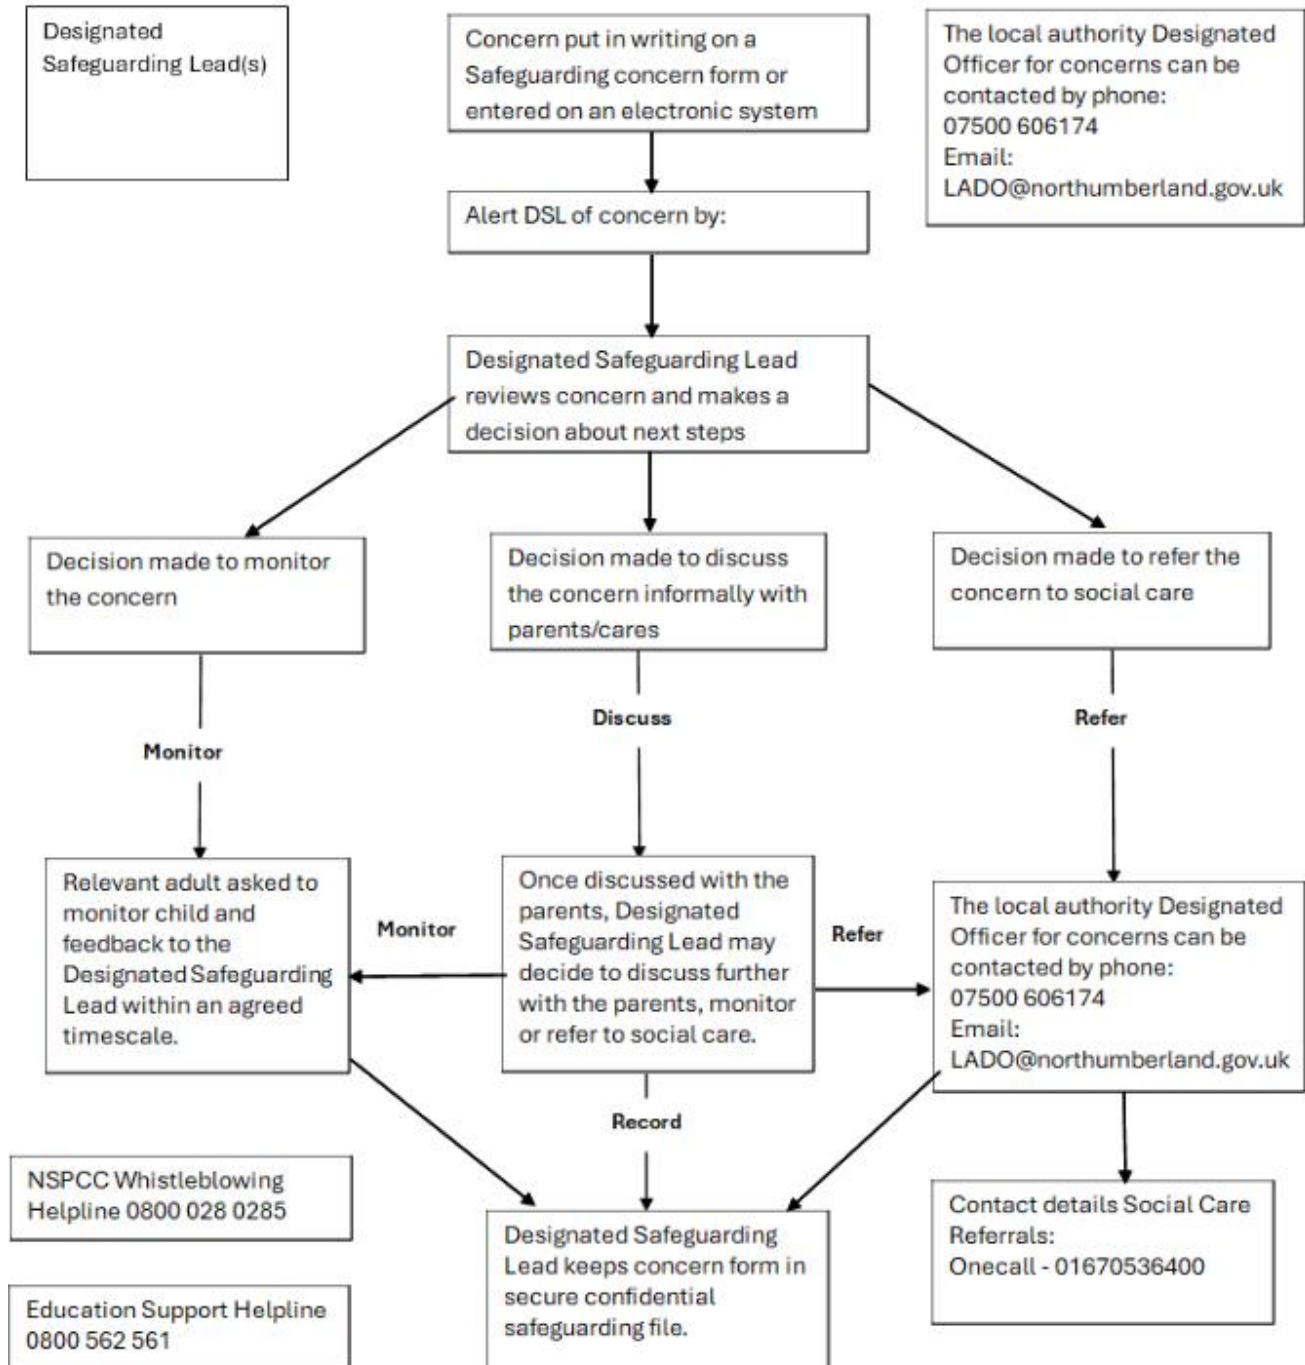 Designated
Safeguarding Lead(s)
Concern put in writing on a
Safeguarding concern form or
entered on an electronic system
The local authority Designated
Officer for concerns can be
contacted by phone:
07500 606174
Email:
LADO@northumberland.gov.uk
Alert DSL of concern by:
Designated Safeguarding Lead
reviews concern and makes a
decision about next steps
Decision made to monitor
the concern
Decision made to discuss
the concern informally with
parents/cares
Decision made to refer the
concern to social care
Monitor
Discuss
Refer
Relevant adult asked to
monitor child and
feedback to the
Designated Safeguarding
Lead within an agreed
timescale.
Monitor
Once discussed with the
parents, Designated
Safeguarding Lead may
decide to discuss further
with the parents, monitor
or refer to social care.
Refer
The local authority Designated
Officer for concerns can be
contacted by phone:
07500 606174
Email:
LADO@northumberland.gov.uk
Record
NSPCC Whistleblowing
Helpline 0800 028 0285
Designated Safeguarding
Lead keeps concern form in
secure confidential
safeguarding file.
Contact details Social Care
Referrals:
Onecall - 01670536400
Education Support Helpline
0800 562 561